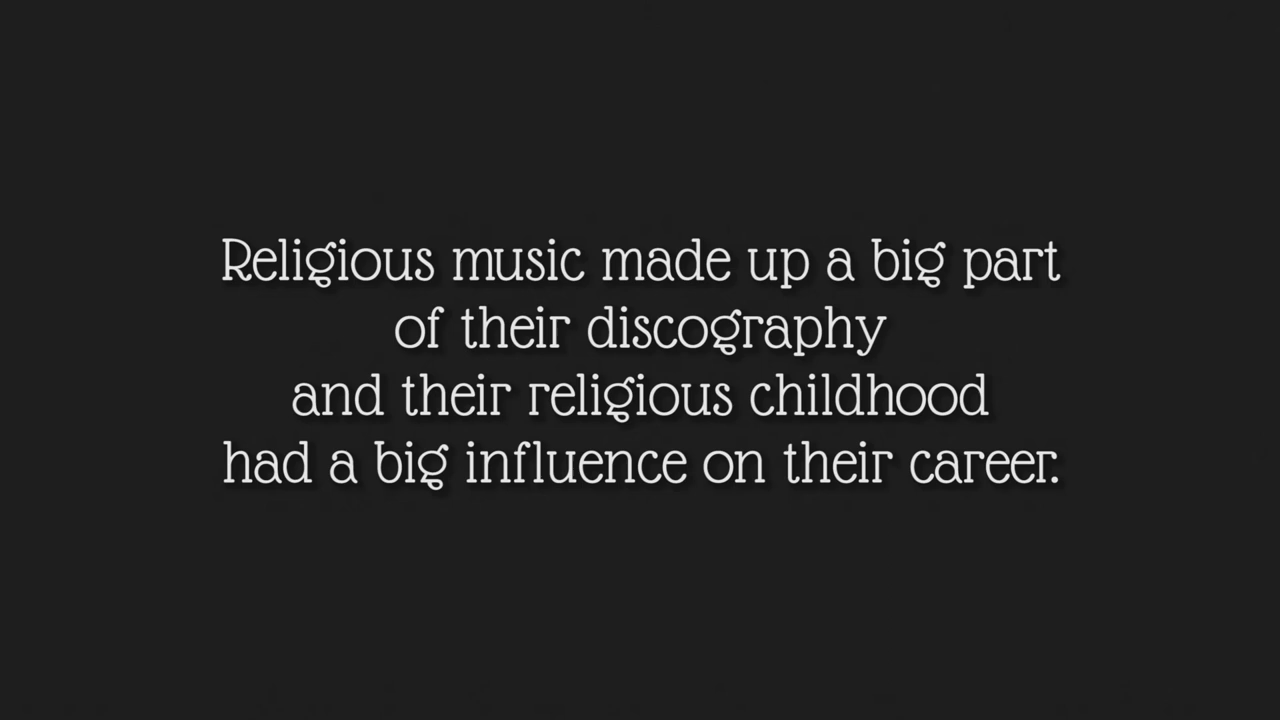 Religious music made up a big part
of their discography
and their religious childhood
had a big influence on their career.